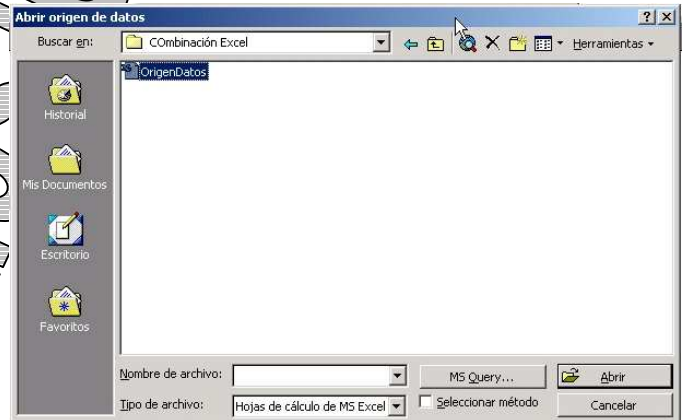 Abrir origen de datos
Buscar en: COmbinación Excel Herramientas
OrigenDatos
Historial
Mis Documentos
Escritorio
Favoritos
Nombre de archivo: MS Query... Abrir
Tipo de archivo: Hojas de cálculo de MS Excel Seleccionar método Cancelar